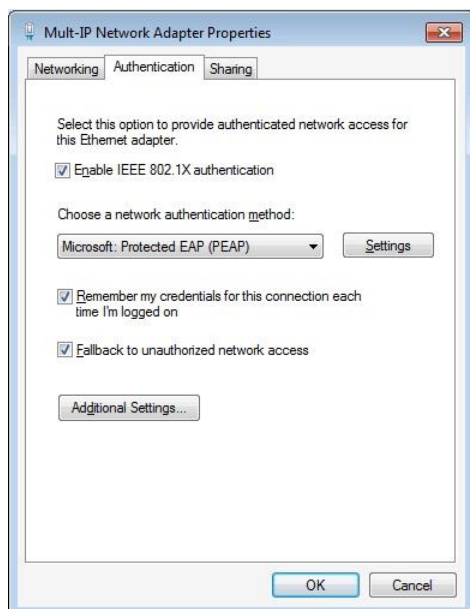 Mult-IP Network Adapter Properties
Networking Authentication Sharing
Select this option to provide authenticated network access for
this Ethernet adapter.
Enable IEEE 802.1X authentication
Choose a network authentication method:
Microsoft: Protected EAP (PEAP) Settings
Remember my credentials for this connection each
time I'm logged on
Fallback to unauthorized network access
Additional Settings...
OK Cancel